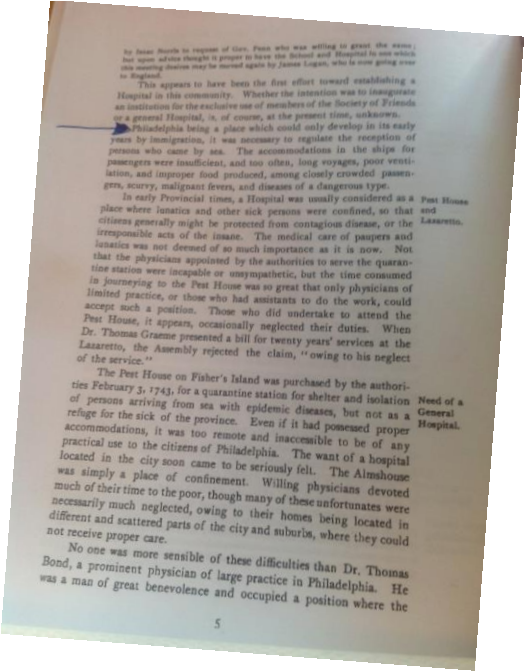 by Isaac Norris to request of Gov. Penn who was willing to grant the same;
but upon advice thought it proper to have the School and Hospital in one which
this meeting desires may be moved again by James Logan, who is now going over
to England.
This appears to have been the first effort toward establishing a
Hospital in this community. Whether the intention was to inaugurate
an institution for the exclusive use of members of the Society of Friends
or a general Hospital, is, of course, at the present time, unknown.
Philadelphia being a place which could only develop in its early
years by immigration, it was necessary to regulate the reception of
persons who came by sea. The accommodations in the ships for
passengers were insufficient, and too often, long voyages, poor venti-
lation, and improper food produced, among closely crowded passen-
gers, scurvy, malignant fevers, and diseases of a dangerous type.
In early Provincial times, a Hospital was usually considered as a
place where lunatics and other sick persons were confined, so that
citizens generally might be protected from contagious disease, or the
irresponsible acts of the insane. The medical care of paupers and
lunatics was not deemed of so much importance as it is now. Not
that the physicians appointed by the authorities to serve the quaran-
tine station were incapable or unsympathetic, but the time consumed
in journeying to the Pest House was so great that only physicians of
limited practice, or those who had assistants to do the work, could
accept such a position. Those who did undertake to attend the
Pest House, it appears, occasionally neglected their duties. When
Dr. Thomas Graeme presented a bill for twenty years' services at the
Lazaretto, the Assembly rejected the claim, "owing to his neglect
of the service."
Pest House
and
Lazaretto.
The Pest House on Fisher's Island was purchased by the authori-
ties February 3, 1743, for a quarantine station for shelter and isolation
of persons arriving from sea with epidemic diseases, but not as a
refuge for the sick of the province. Even if it had possessed proper
accommodations, it was too remote and inaccessible to be of any
practical use to the citizens of Philadelphia. The want of a hospital
located in the city soon came to be seriously felt. The Almshouse
was simply a place of confinement. Willing physicians devoted
much of their time to the poor, though many of these unfortunates were
necessarily much neglected, owing to their homes being located in
different and scattered parts of the city and suburbs, where they could
not receive proper care.
Need of a
General
Hospital.
No one was more sensible of these difficulties than Dr. Thomas
Bond, a prominent physician of large practice in Philadelphia. He
was a man of great benevolence and occupied a position where the
5